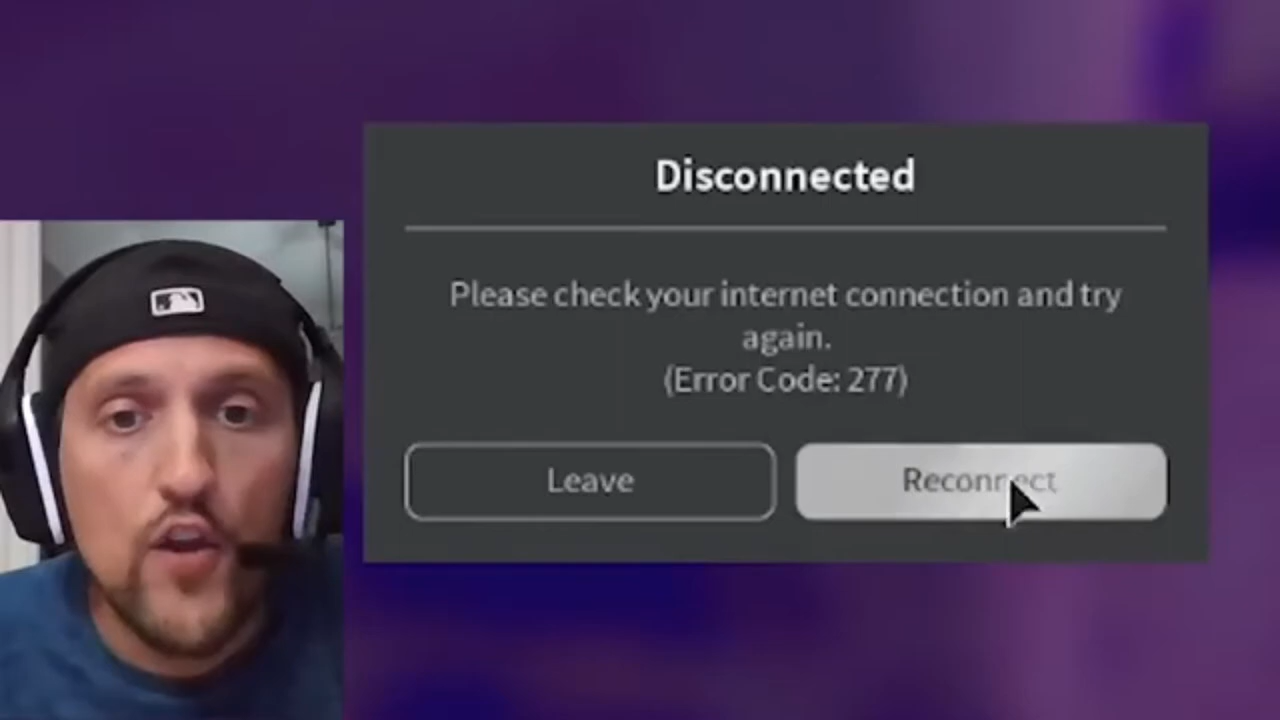 Disconnected
Please check your internet connection and try
again.
(Error Code: 277)
Leave
Reconnect